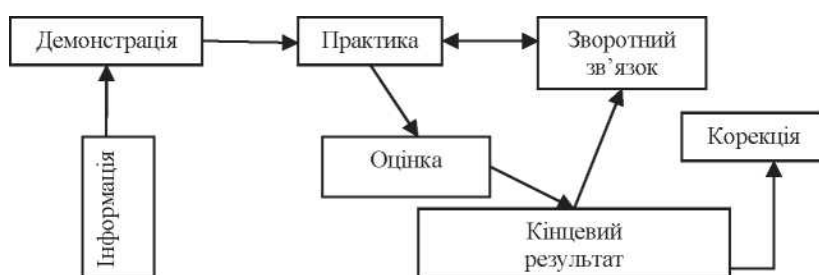 Демонстрація
Практика
Зворотний
зв’язок
Корекція
Оцінка
Інформація
Кінцевий
результат